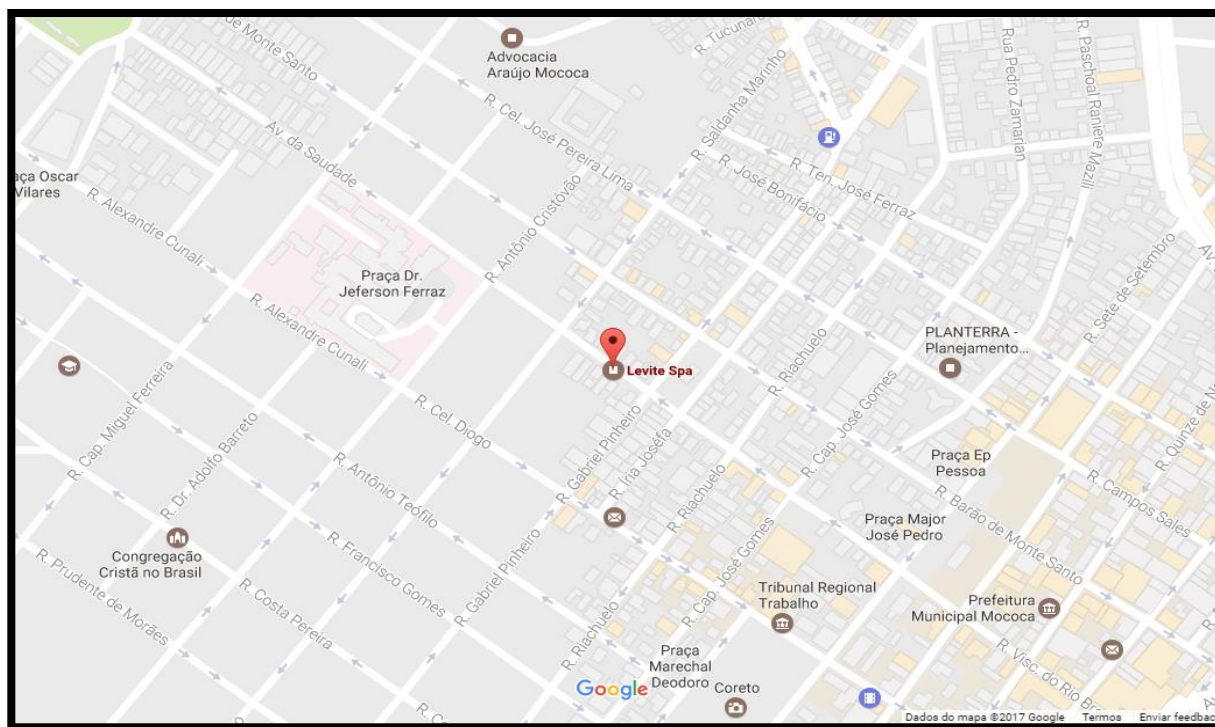 de Monte Santo
R. Tucunar
Advocacia
Araújo Mococa
R. Saldanha Marinho
Rua Pedro Zamarian
R. Paschoal Raniere Mazili
R. Cel. José Pereira Lima
Av. da Saudade
R. Ten. José Ferraz
R. José Bonifácio
aça Oscar
Vilares
R. Alexandre Cunali
R. Antônio Cristóvão
Praça Dr.
Jeferson Ferraz
R. Sete de Setembro
Av.
R. Alexandre Cunali
PLANTERRA -
Planejamento...
Levite Spa
R. Riachuelo
R. Cap. José Gomes
R. Cap. Miguel Ferreira
R. Dr. Adolfo Barreto
R. Cel. Diogo
R. Gabriel Pinheiro
R. Iria Joséfa
R. Riachuelo
R. Quinze de No
Praça Ep
Pessoa
R. Antônio Teófilo
R. Campos Sales
R. Barão de Monte Santo
Praça Major
José Pedro
Congregação
Cristã no Brasil
R. Francisco Gomes
R. Gabriel Pinheiro
R. Cap. José Gomes
Tribunal Regional
Trabalho
Prefeitura
Municipal Mococa
R. Prudente de Morães
R. Costa Pereira
R. Riachuelo
Praça
Marechal
Deodoro
R. Visc. do Rio B
Google
Coreto
R. Co
Dados do mapa ©2017 Google
Termos
Enviar feedba